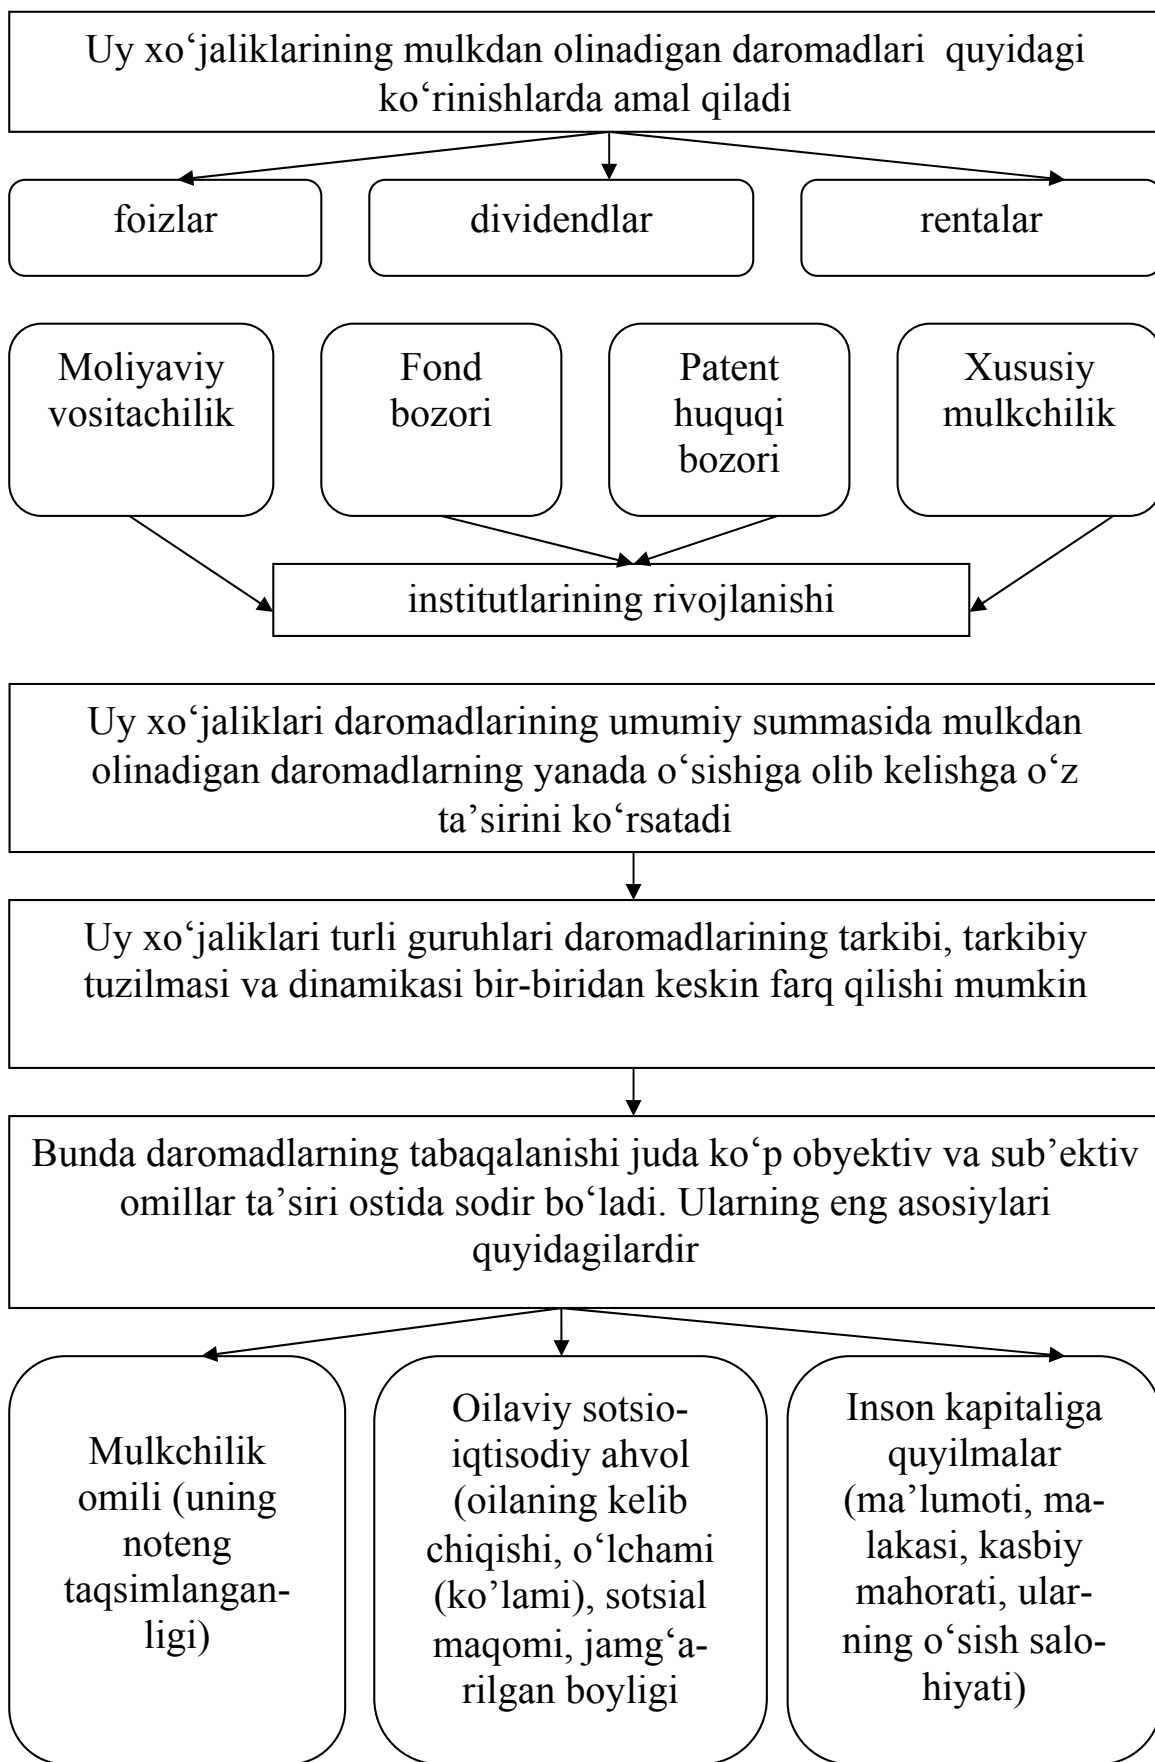 Uy xo‘jaliklarining mulkdan olinadigan daromadlari quyidagi
ko‘rinishlarda amal qiladi
foizlar
dividendlar
rentalar
Moliyaviy
vositachilik
Fond
bozori
Patent
huquqi
bozori
Xususiy
mulkchilik
institutlarining rivojlanishi
Uy xo‘jaliklari daromadlarining umumiy summasida mulkdan
olinadigan daromadlarning yanada o‘sishiga olib kelishga o‘z
ta’sirini ko‘rsatadi
Uy xo‘jaliklari turli guruhlari daromadlarining tarkibi, tarkibiy
tuzilmasi va dinamikasi bir-biridan keskin farq qilishi mumkin
Bunda daromadlarning tabaqalanishi juda ko‘p obyektiv va sub’ektiv
omillar ta’siri ostida sodir bo‘ladi. Ularning eng asosiylari
quyidagilardir
Mulkchilik
omili (uning
noteng
taqsimlangan-
ligi)
Oilaviy sotsio-
iqtisodiy ahvol
(oilaning kelib
chiqishi, o‘lchami
(ko’lami), sotsial
maqomi, jamg‘a-
rilgan boyligi
Inson kapitaliga
quyilmalar
(ma’lumoti, ma-
lakasi, kasbiy
mahorati, ular-
ning o‘sish salo-
hiyati)